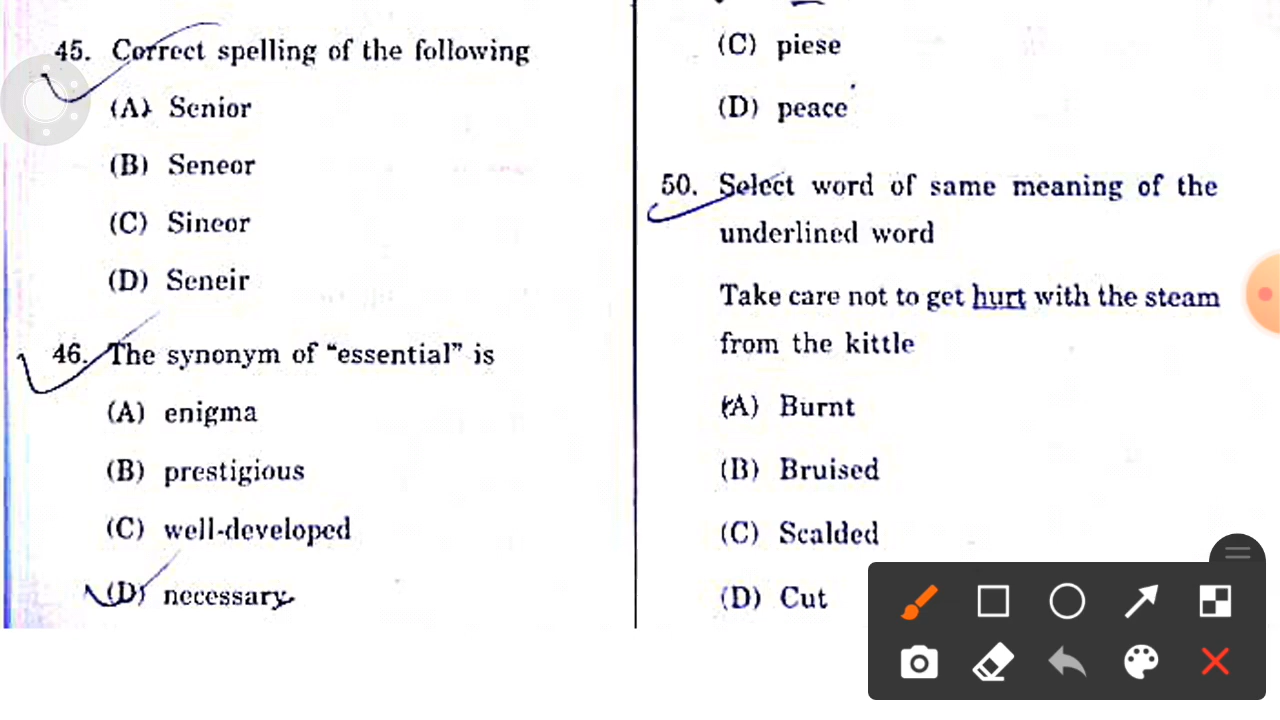 45. Correct spelling of the following
(A) Senior
(B) Seneor
(C) Sineor
(D) Seneir
46. The synonym of "essential" is
(A) enigma
(B) prestigious
(C) well-developed
(D) necessary
(C) piese
(D) peace
50. Select word of same meaning of the
underlined word
Take care not to get hurt with the steam
from the kittle
(A) Burnt
(B) Bruised
(C) Scalded
(D) Cut